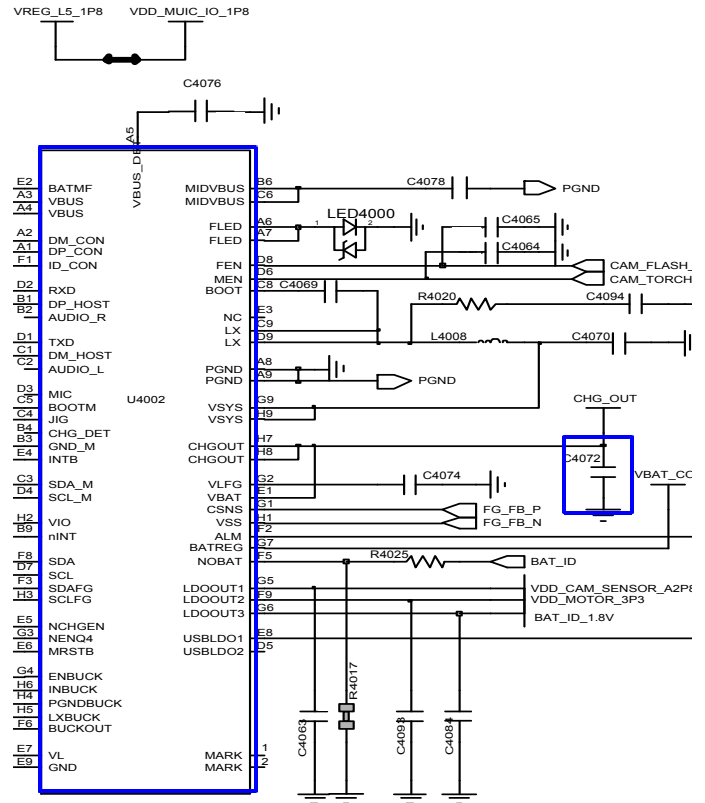 VREG_L5_1P8 VDD_MUIC_IO_1P8
C4076
A5
VBUS_DET
E2 BATMF MIDVBUS B6 C4078 PGND
A3 VBUS MIDVBUS C6
A4 VBUS
FLED A6 1 LED4000 2 C4065
A2 DM_CON FLED A7
A1 DP_CON C4064
F1 ID_CON FEN D8 CAM_FLASH_
MEN D6 CAM_TORCH
D2 RXD BOOT C8 C4069 R4020 C4094
B1 DP_HOST
B2 AUDIO_R NC E3
LX C9
D1 TXD LX D9 L4008 C4070
C1 DM_HOST
C2 AUDIO_L PGND A8
PGND A9 PGND
D3 MIC
U4002
C5 BOOTM VSYS G9 CHG_OUT
C4 JIG VSYS H9
B4 CHG_DET
B3 GND_M CHGOUT H7
E4 INTB CHGOUT H8 C4072
C3 SDA_M VLFG G2 C4074 VBAT_CO
D4 SCL_M VBAT E1
CSNS G1 FG_FB_P
H2 VIO VSS H1 FG_FB_N
B9 nINT ALM F2
BATREG G7
F8 SDA NOBAT F5 R4025 BAT_ID
D7 SCL
F3 SDAFG LDOOUT1 G5 VDD_CAM_SENSOR_A2P8
H3 SCLFG LDOOUT2 F9 VDD_MOTOR_3P3
LDOOUT3 G6 BAT_ID_1.8V
E5 NCHGEN
G3 NENQ4 USBLDO1 E8
E6 MRSTB USBLDO2 D5
G4 ENBUCK
H6 INBUCK
H4 PGNDBUCK
H5 LXBUCK
F6 BUCKOUT
C4063 R4017 C4093 C4084
E7 VL MARK 1
E9 GND MARK 2